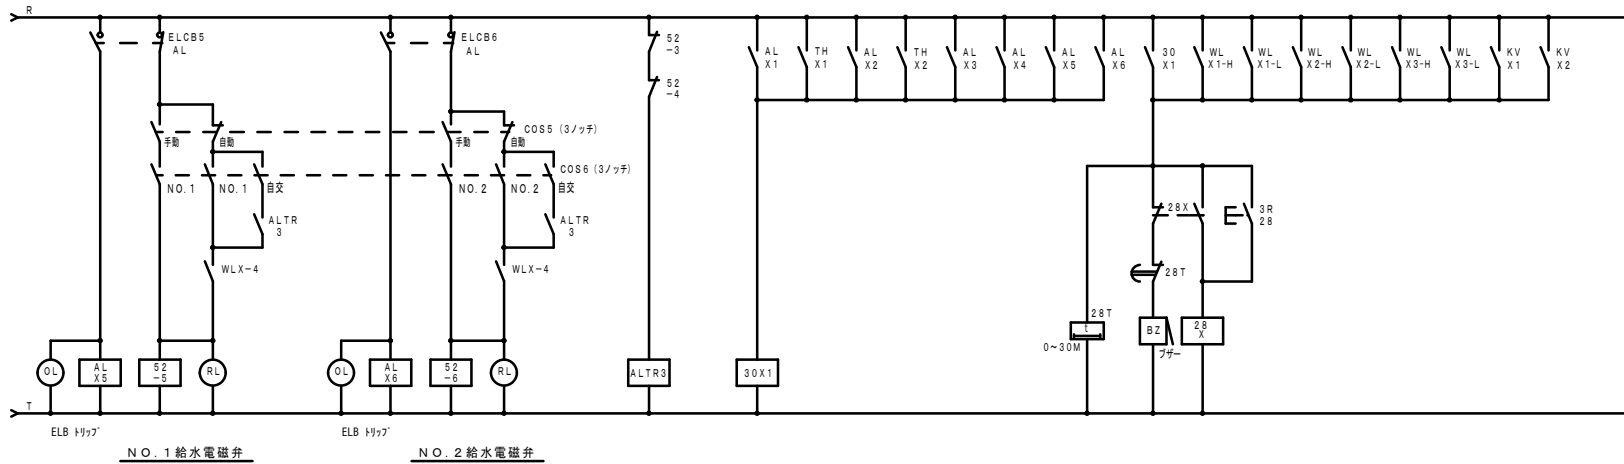 R
ELCB5
AL
ELCB6
AL
52
-3
52
-4
AL
X1
TH
X1
AL
X2
TH
X2
AL
X3
AL
X4
AL
X5
AL
X6
30
X1
WL
X1-H
WL
X1-L
WL
X2-H
WL
X2-L
WL
X3-H
WL
X3-L
KV
X1
KV
X2
手動
自動
手動
自動
COS5 (3ノッチ)
NO.1
NO.1
自交
NO.2
NO.2
自交
COS6 (3ノッチ)
ALTR
3
ALTR
3
WLX-4
WLX-4
28X
3R
28
28T
28T
t
0~30M
BZ
ブザー
28
X
OL
AL
X5
52
-5
RL
OL
AL
X6
52
-6
RL
ALTR3
30X1
T
ELB トリップ
ELB トリップ
NO.1給水電磁弁
NO.2給水電磁弁